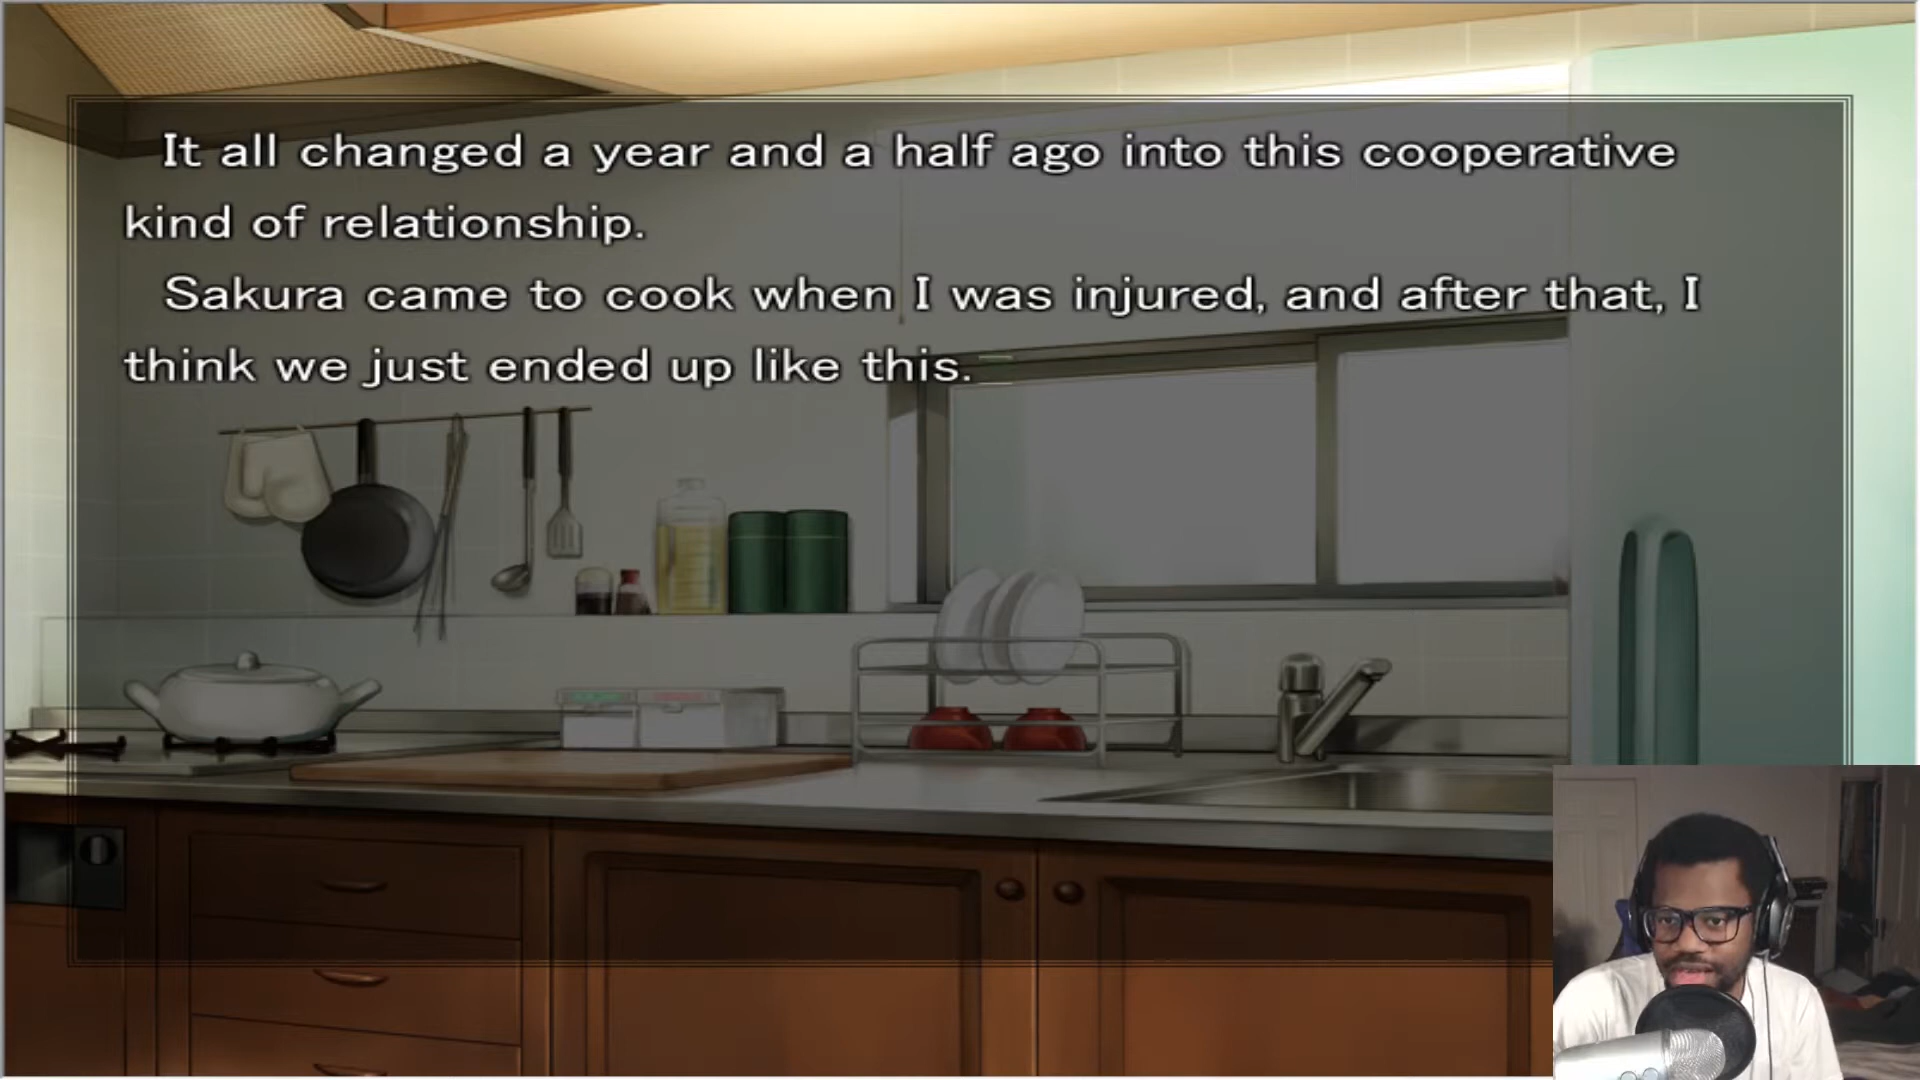 It all changed a year and a half ago into this cooperative
kind of relationship.
Sakura came to cook when I was injured, and after that, I
think we just ended up like this.